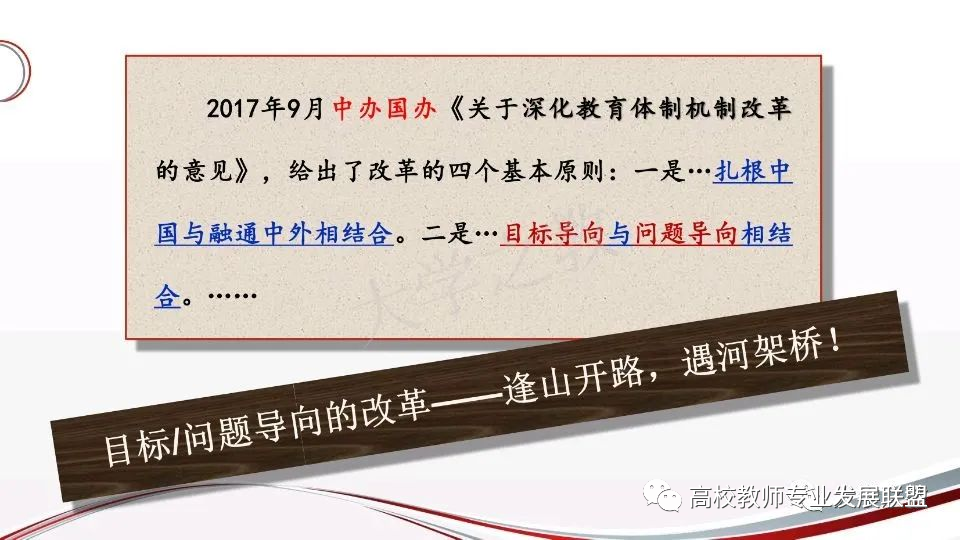 2017年9月中办国办《关于深化教育体制机制改革
的意见》，给出了改革的四个基本原则：一是…扎根中
国与融通中外相结合。二是…目标导向与问题导向相结
合。……
大学之教
目标/问题导向的改革——逢山开路，遇河架桥！
高校教师专业发展联盟